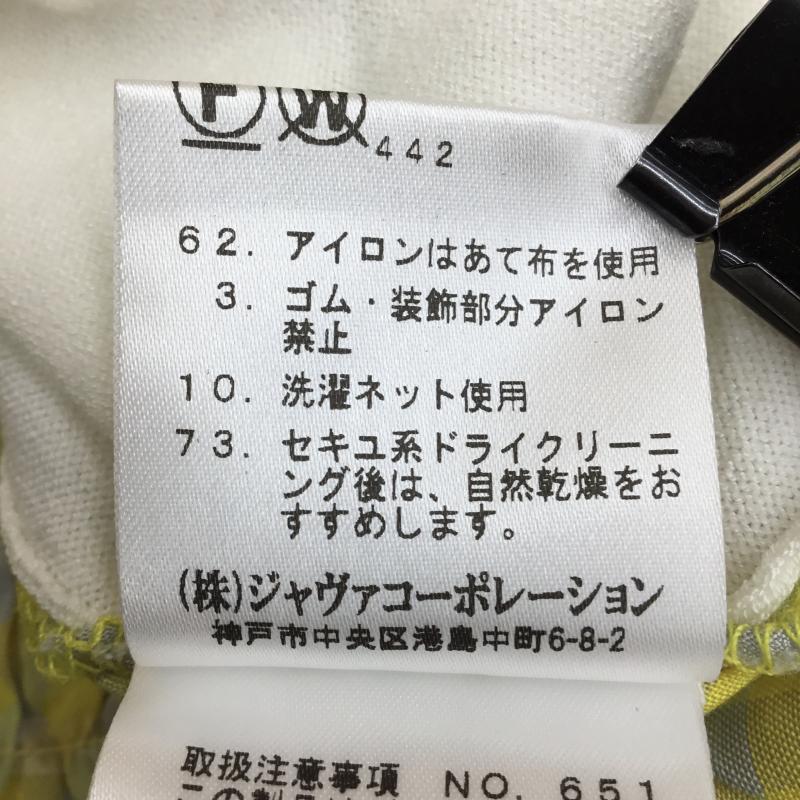 F W 442
62. アイロンはあて布を使用
3. ゴム・装飾部分アイロン
禁止
10. 洗濯ネット使用
73. セキユ系ドライクリーニ
ング後は、自然乾燥をお
すすめします。
(株)ジャヴァコーポレーション
神戸市中央区港島中町6-8-2
取扱注意事項 NO. 651
この製品は